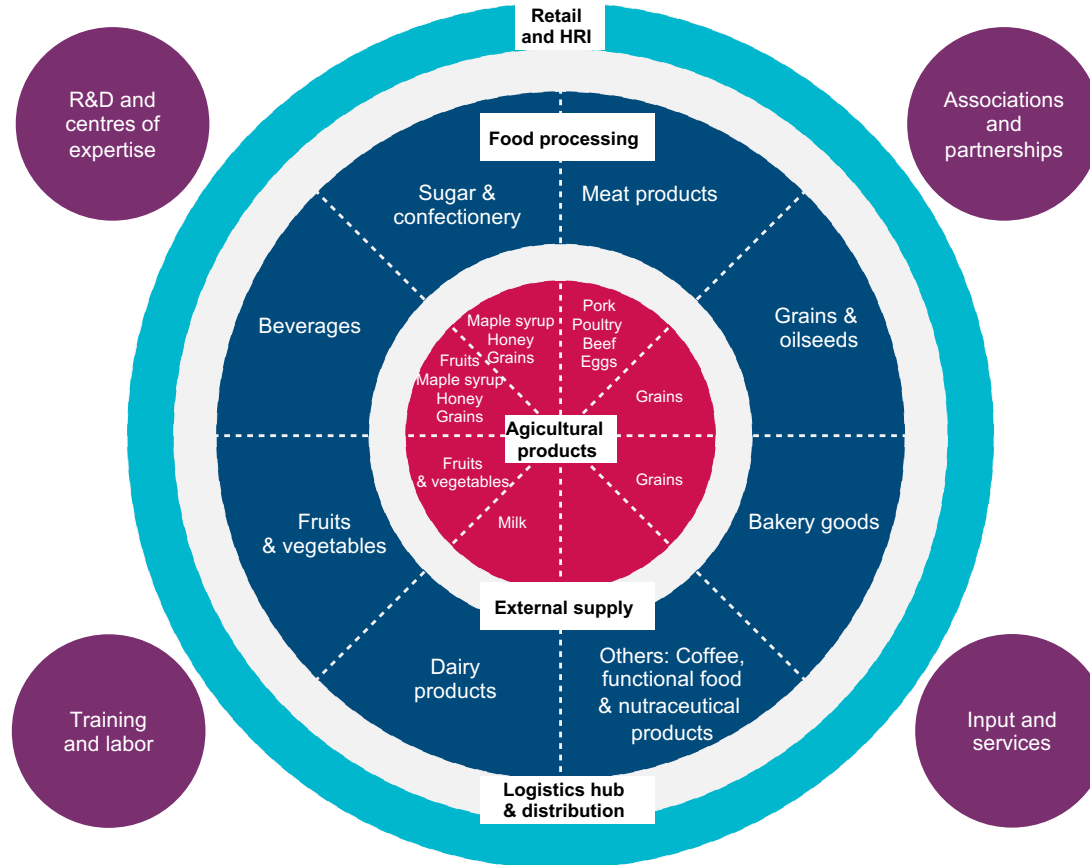 Retail
and HRI
R&D and
centres of
expertise
Associations
and
partnerships
Food processing
Sugar &
confectionery
Meat products
Beverages
Grains &
oilseeds
Maple syrup
Honey
Grains
Pork
Poultry
Beef
Eggs
Fruits
Maple syrup
Honey
Grains
Grains
Agicultural
products
Fruits
& vegetables
Grains
Milk
Fruits
& vegetables
Bakery goods
External supply
Dairy
products
Others: Coffee,
functional food
& nutraceutical
products
Training
and labor
Input and
services
Logistics hub
& distribution